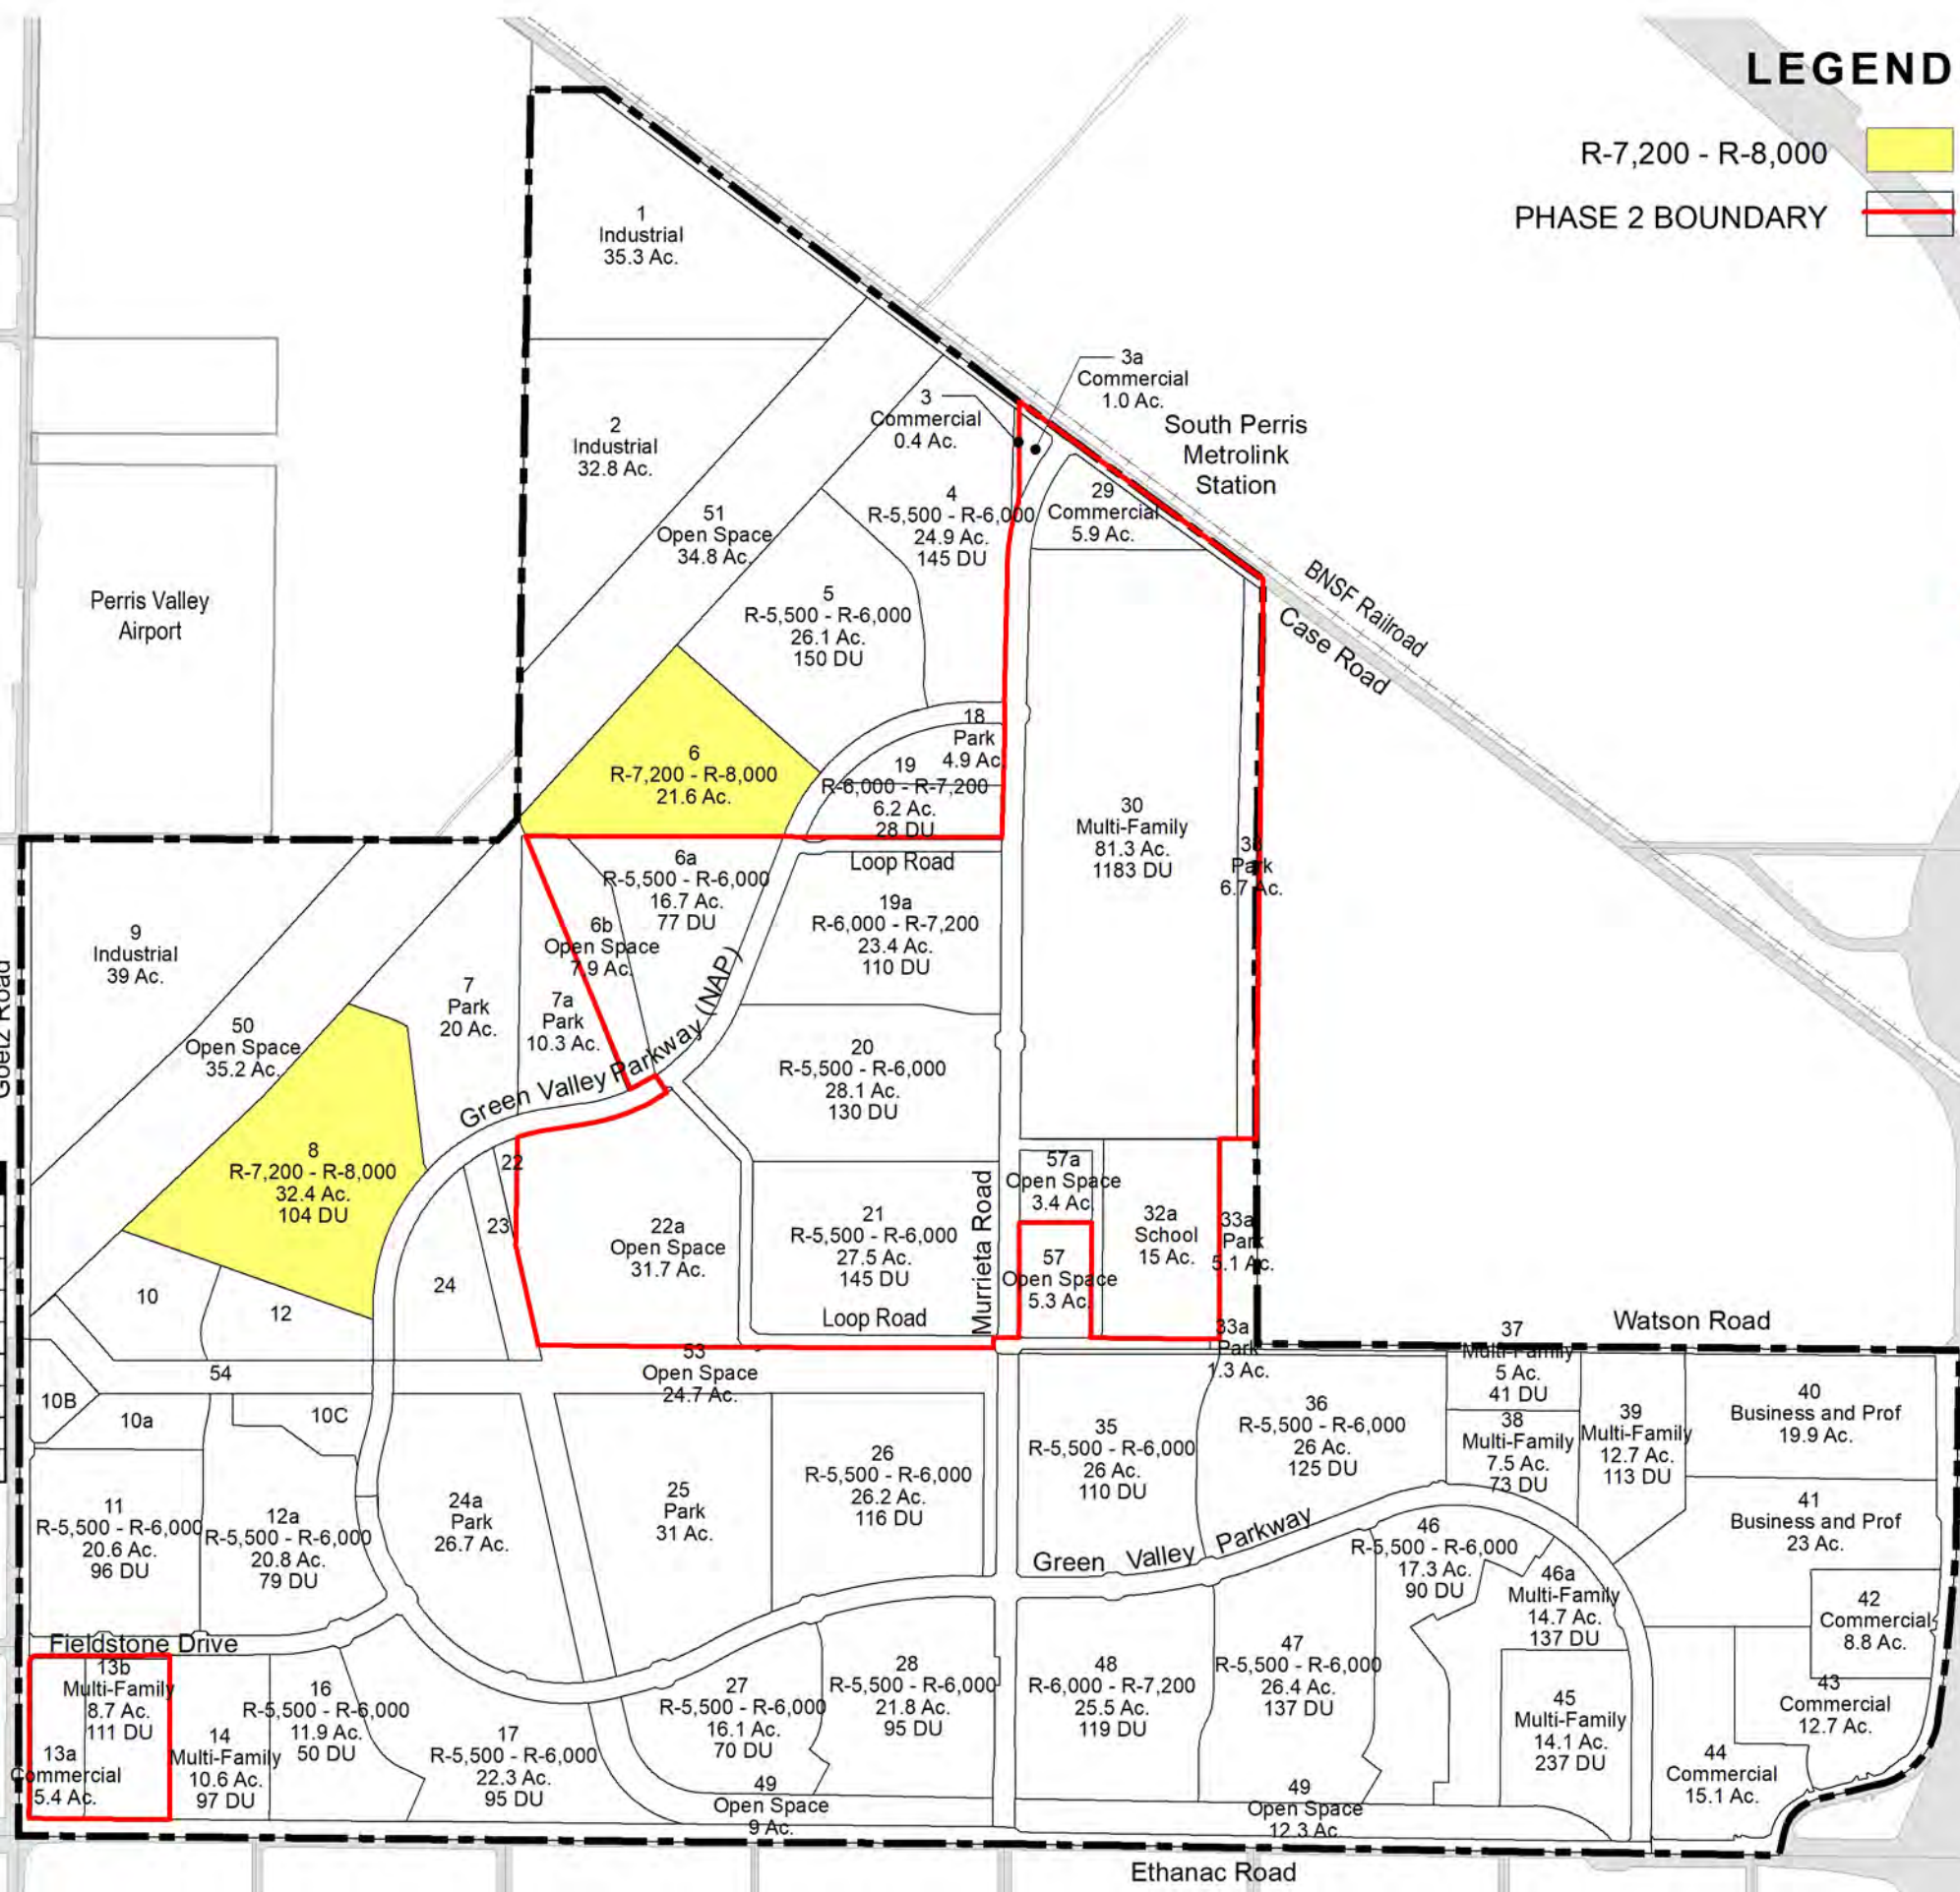 LEGEND
R-7,200 - R-8,000
PHASE 2 BOUNDARY
1
Industrial
35.3 Ac.
2
Industrial
32.8 Ac.
3
Commercial
0.4 Ac.
3a
Commercial
1.0 Ac.
South Perris
Metrolink
Station
51
Open Space
34.8 Ac.
4
R-5,500 - R-6,000
24.9 Ac.
145 DU
29
Commercial
5.9 Ac.
BNSF Railroad
Case Road
Perris Valley
Airport
5
R-5,500 - R-6,000
26.1 Ac.
150 DU
6
R-7,200 - R-8,000
21.6 Ac.
18
Park
4.9 Ac.
19
R-6,000 - R-7,200
6.2 Ac.
28 DU
30
Multi-Family
81.3 Ac.
1183 DU
Park
6.7 Ac.
Loop Road
6a
R-5,500 - R-6,000
16.7 Ac.
77 DU
6b
Open Space
7.9 Ac.
19a
R-6,000 - R-7,200
23.4 Ac.
110 DU
9
Industrial
39 Ac.
Goetz Road
7
Park
20 Ac.
7a
Park
10.3 Ac.
50
Open Space
35.2 Ac.
Green Valley Parkway (NAP)
20
R-5,500 - R-6,000
28.1 Ac.
130 DU
8
R-7,200 - R-8,000
32.4 Ac.
104 DU
22
23
22a
Open Space
31.7 Ac.
21
R-5,500 - R-6,000
27.5 Ac.
145 DU
Murrieta Road
57a
Open Space
3.4 Ac.
57
Open Space
5.3 Ac.
32a
School
15 Ac.
33a
Park
5.1 Ac.
10
12
24
Loop Road
33a
Park
1.3 Ac.
37
Multi-Family
5 Ac.
41 DU
Watson Road
54
53
Open Space
24.7 Ac.
10B
10a
10C
35
R-5,500 - R-6,000
26 Ac.
110 DU
36
R-5,500 - R-6,000
26 Ac.
125 DU
38
Multi-Family
7.5 Ac.
73 DU
39
Multi-Family
12.7 Ac.
113 DU
40
Business and Prof
19.9 Ac.
11
R-5,500 - R-6,000
20.6 Ac.
96 DU
12a
R-5,500 - R-6,000
20.8 Ac.
79 DU
24a
Park
26.7 Ac.
25
Park
31 Ac.
26
R-5,500 - R-6,000
26.2 Ac.
116 DU
41
Business and Prof
23 Ac.
Green Valley Parkway
46
R-5,500 - R-6,000
17.3 Ac.
90 DU
46a
Multi-Family
14.7 Ac.
137 DU
42
Commercial
8.8 Ac.
Fieldstone Drive
13b
Multi-Family
8.7 Ac.
111 DU
13a
Commercial
5.4 Ac.
14
Multi-Family
10.6 Ac.
97 DU
16
R-5,500 - R-6,000
11.9 Ac.
50 DU
17
R-5,500 - R-6,000
22.3 Ac.
95 DU
27
R-5,500 - R-6,000
16.1 Ac.
70 DU
28
R-5,500 - R-6,000
21.8 Ac.
95 DU
48
R-6,000 - R-7,200
25.5 Ac.
119 DU
47
R-5,500 - R-6,000
26.4 Ac.
137 DU
45
Multi-Family
14.1 Ac.
237 DU
43
Commercial
12.7 Ac.
44
Commercial
15.1 Ac.
49
Open Space
9 Ac.
49
Open Space
12.3 Ac.
Ethanac Road